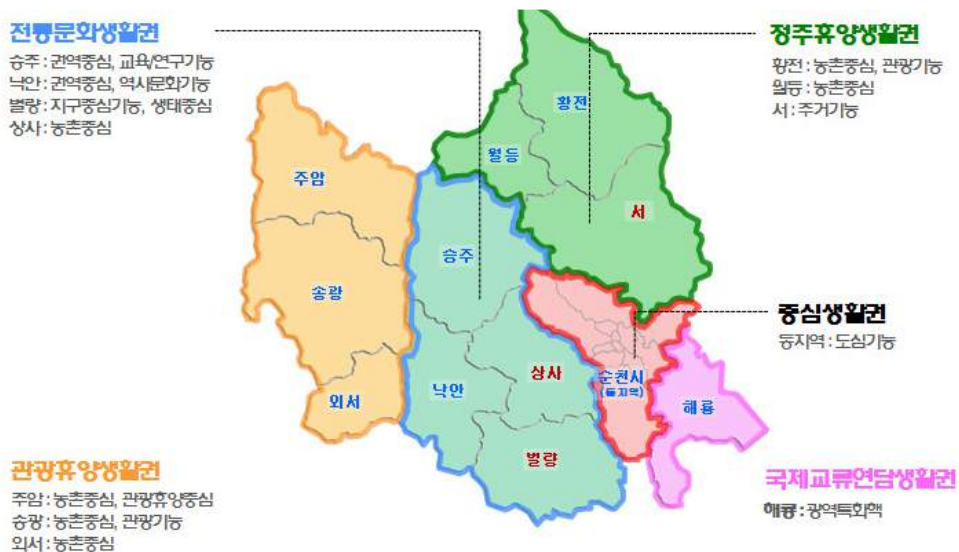 전통문화생활권
승주 : 권역중심, 교육/연구기능
낙안 : 권역중심, 역사문화기능
별량 : 지구중심기능, 생태중심
상사 : 농촌중심
정주휴양생활권
황전 : 농촌중심, 관광기능
월등 : 농촌중심
서 : 주거기능
황전
월등
주암
서
승주
송광
중심생활권
동지역 : 도심기능
상사
순천시
(동지역)
낙안
외서
해룡
별량
관광휴양생활권
주암 : 농촌중심, 관광휴양중심
송광 : 농촌중심, 관광기능
외서 : 농촌중심
국제교류연담생활권
해룡 : 광역특화핵